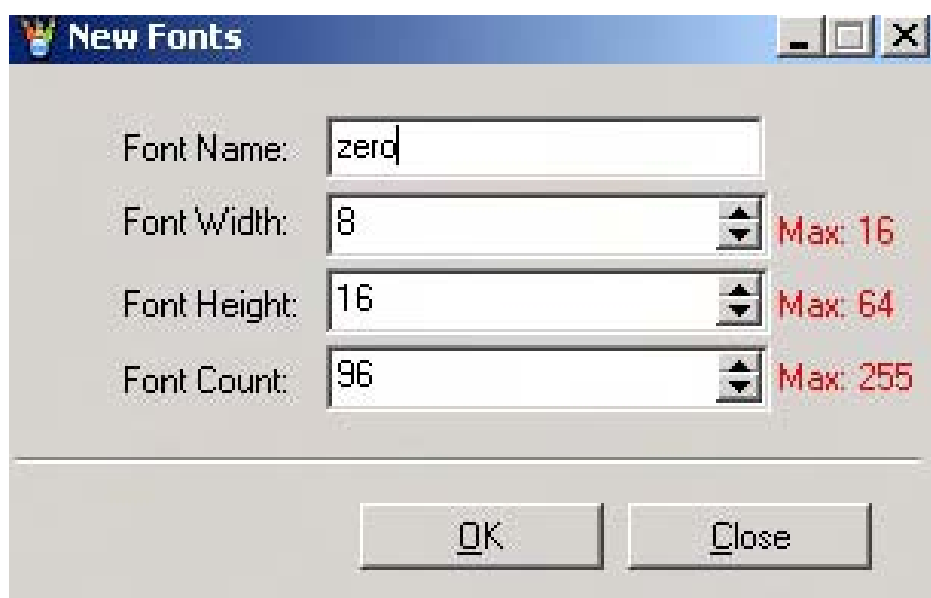 New Fonts
Font Name: zero
Font Width: 8 Max: 16
Font Height: 16 Max: 64
Font Count: 96 Max: 255
OK Close